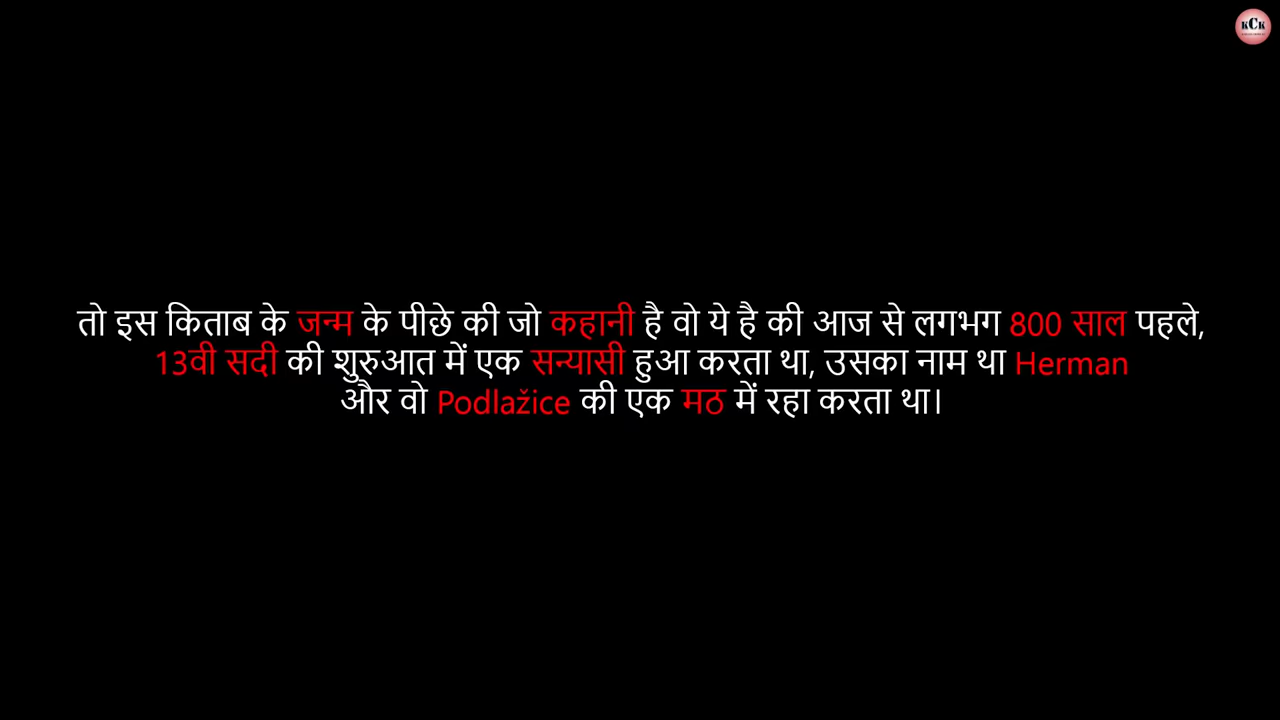 KCK
तो इस किताब के जन्म के पीछे की जो कहानी है वो ये है की आज से लगभग 800 साल पहले,
13वी सदी की शुरुआत में एक सन्यासी हुआ करता था, उसका नाम था Herman
और वो Podlažice की एक मठ में रहा करता था।